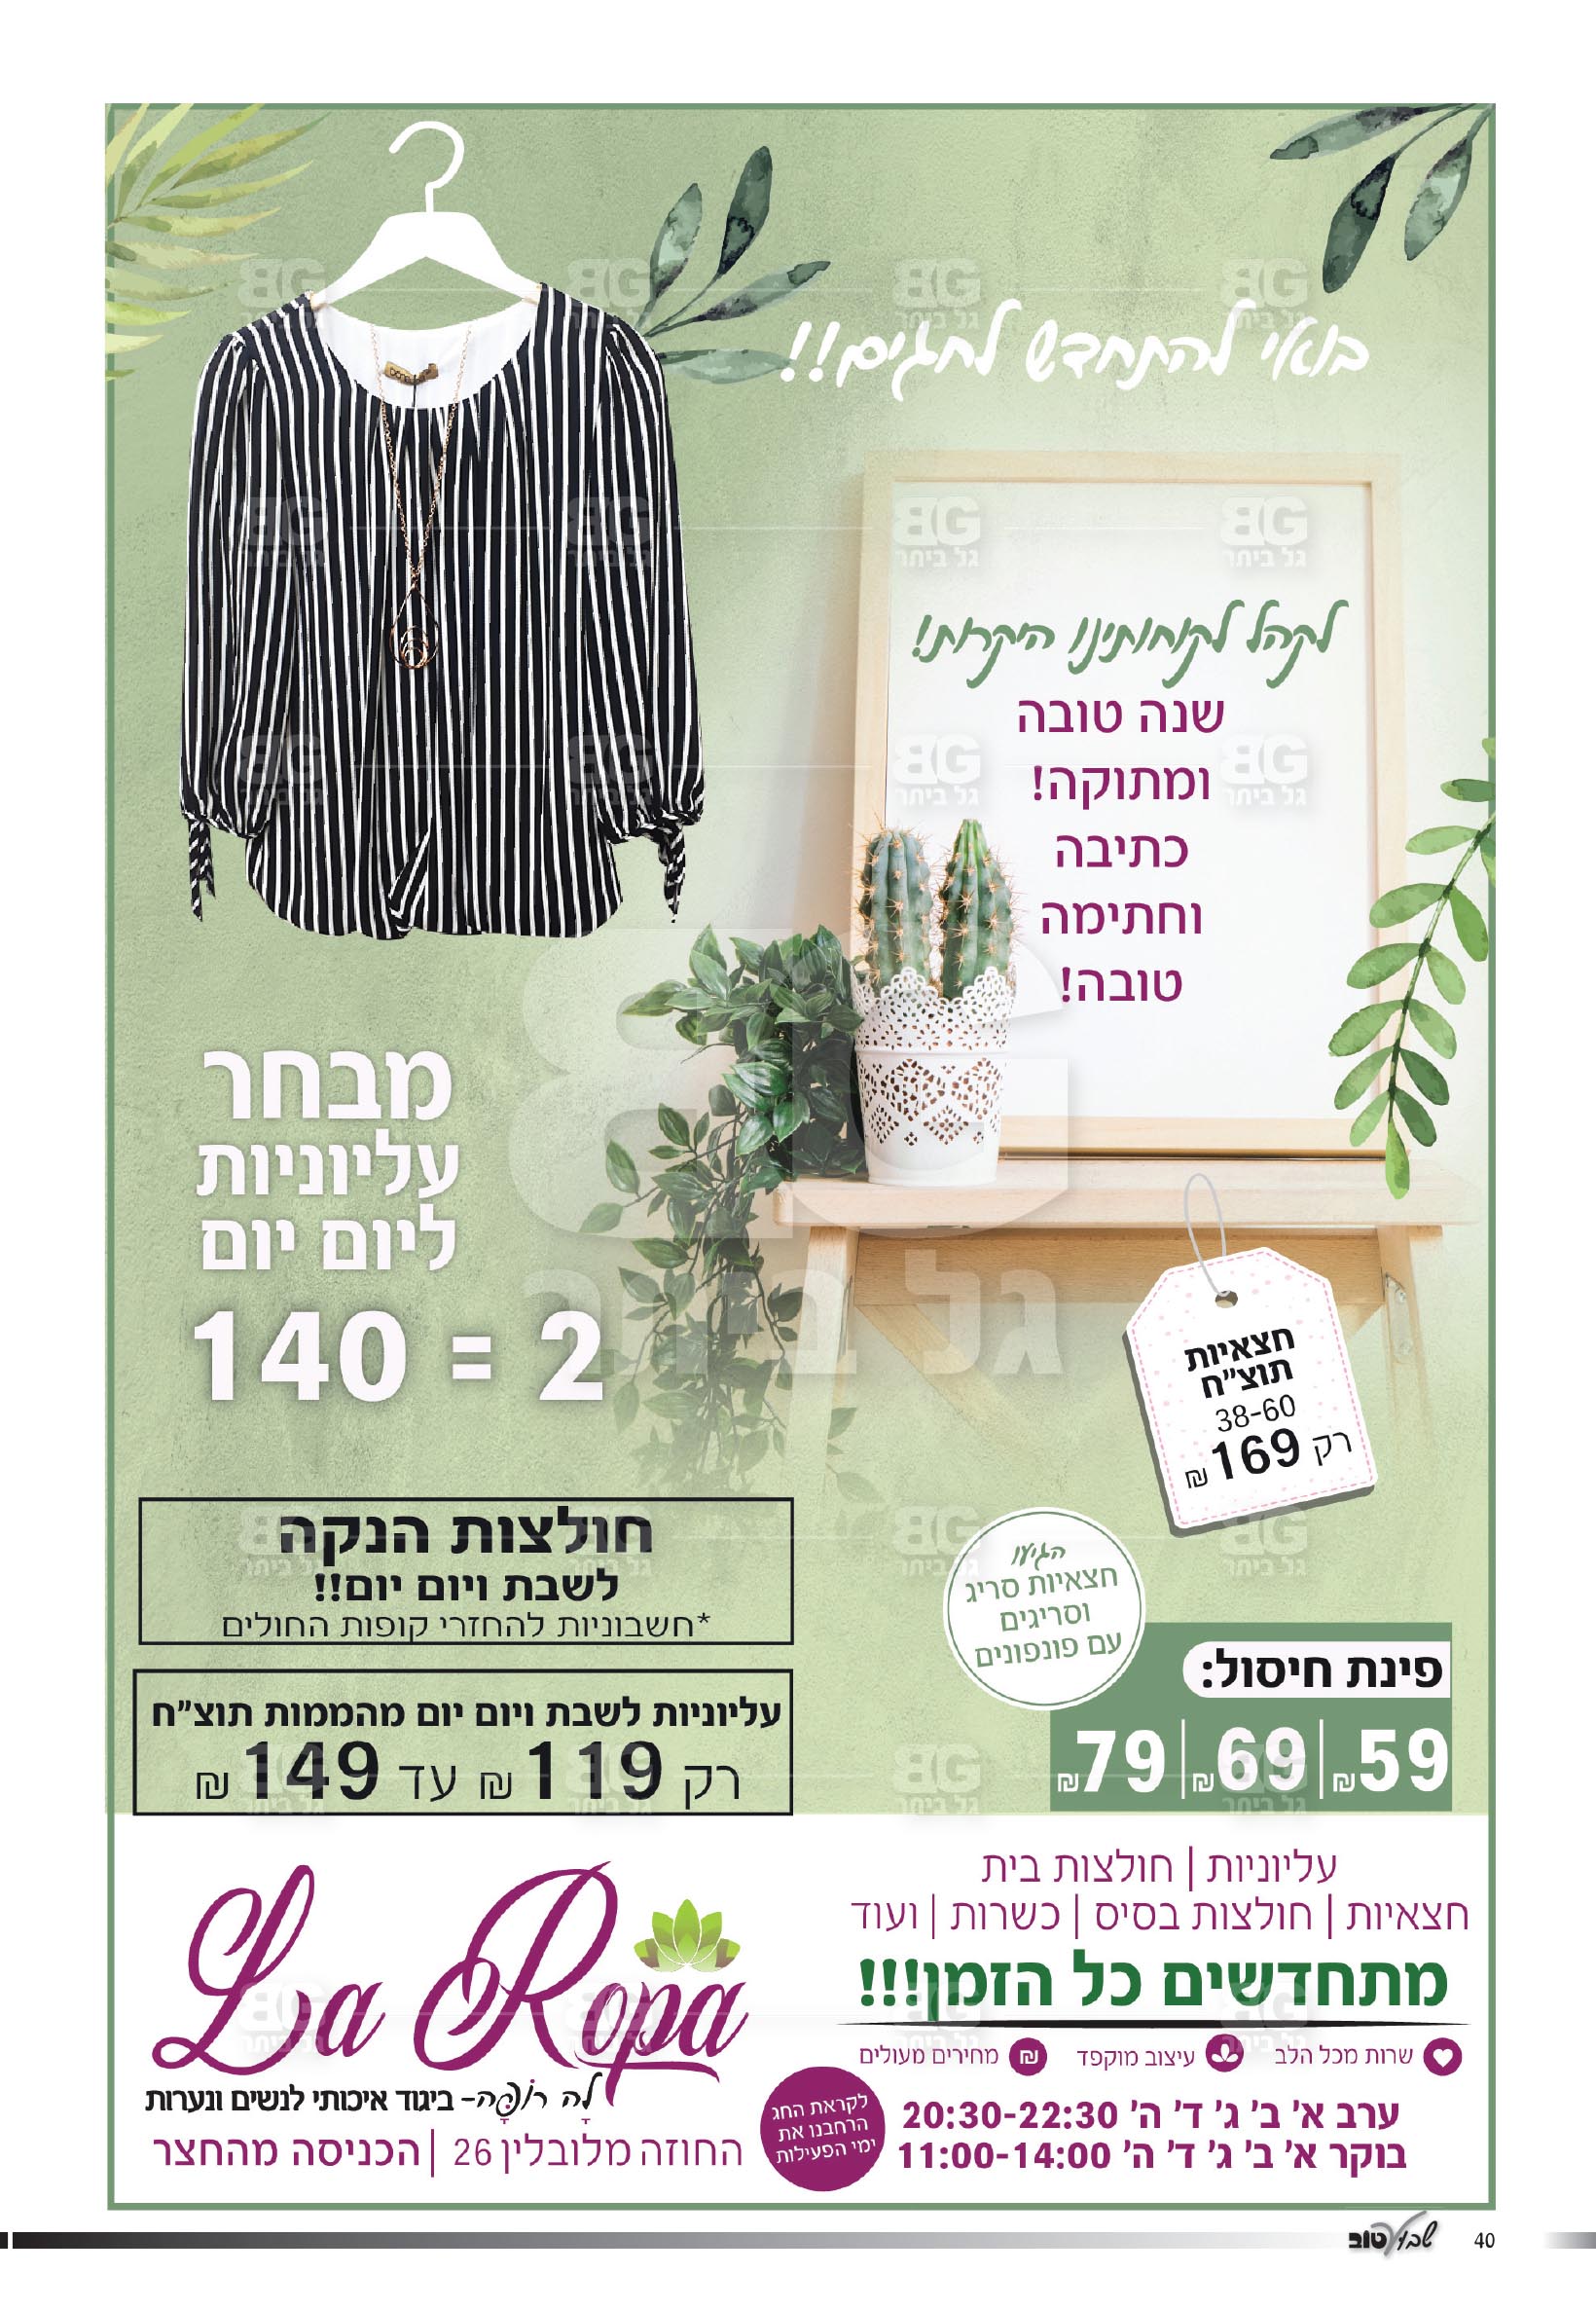 בואי להתחדש לחגים!!
לקהל לקוחותינו היקרות!
שנה טובה
ומתוקה!
כתיבה
וחתימה
טובה!
מבחר
עליוניות
ליום יום
2 = 140
חצאיות
תוצ"ח
38-60
רק 169 ₪
חולצות הנקה
לשבת ויום יום!!
*חשבוניות להחזרי קופות החולים
הגיעו
חצאיות סריג
וסריגים
עם פונפונים
עליוניות לשבת ויום יום מהממות תוצ"ח
רק 119 ₪ עד 149 ₪
פינת חיסול:
59 ₪ | 69 ₪ | 79 ₪
עליוניות | חולצות בית
חצאיות | חולצות בסיס | כשרות | ועוד
מתחדשים כל הזמן!!!
שרות מכל הלב
עיצוב מוקפד
מחירים מעולים
ערב א' ב' ג' ד' ה' 20:30-22:30
בוקר א' ב' ג' ד' ה' 11:00-14:00
לקראת החג
הרחבנו את
ימי הפעילות
La Ropa
לָה רוֹפָּה- ביגוד איכותי לנשים ונערות
החוזה מלובלין 26 | הכניסה מהחצר
40
שבוע טוב
BG
גל ביתר